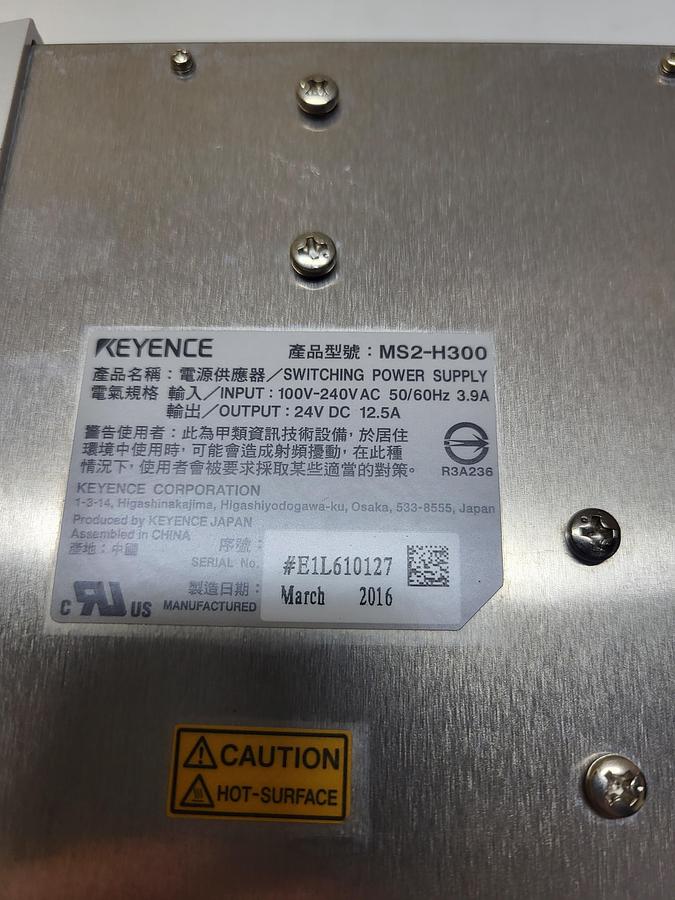 KEYENCE 產品型號：MS2-H300
產品名稱：電源供應器／SWITCHING POWER SUPPLY
電氣規格 輸入／INPUT：100V-240VAC 50/60Hz 3.9A
輸出／OUTPUT：24V DC 12.5A
警告使用者：此為甲類資訊技術設備，於居住
環境中使用時，可能會造成射頻擾動，在此種
情況下，使用者會被要求採取某些適當的對策。
R3A236
KEYENCE CORPORATION
1-3-14, Higashinakajima, Higashiyodogawa-ku, Osaka, 533-8555, Japan
Produced by KEYENCE JAPAN
Assembled in CHINA
產地：中國
序號：
SERIAL No. #E1L610127
製造日期：
MANUFACTURED March 2016
c RU US
CAUTION
HOT-SURFACE